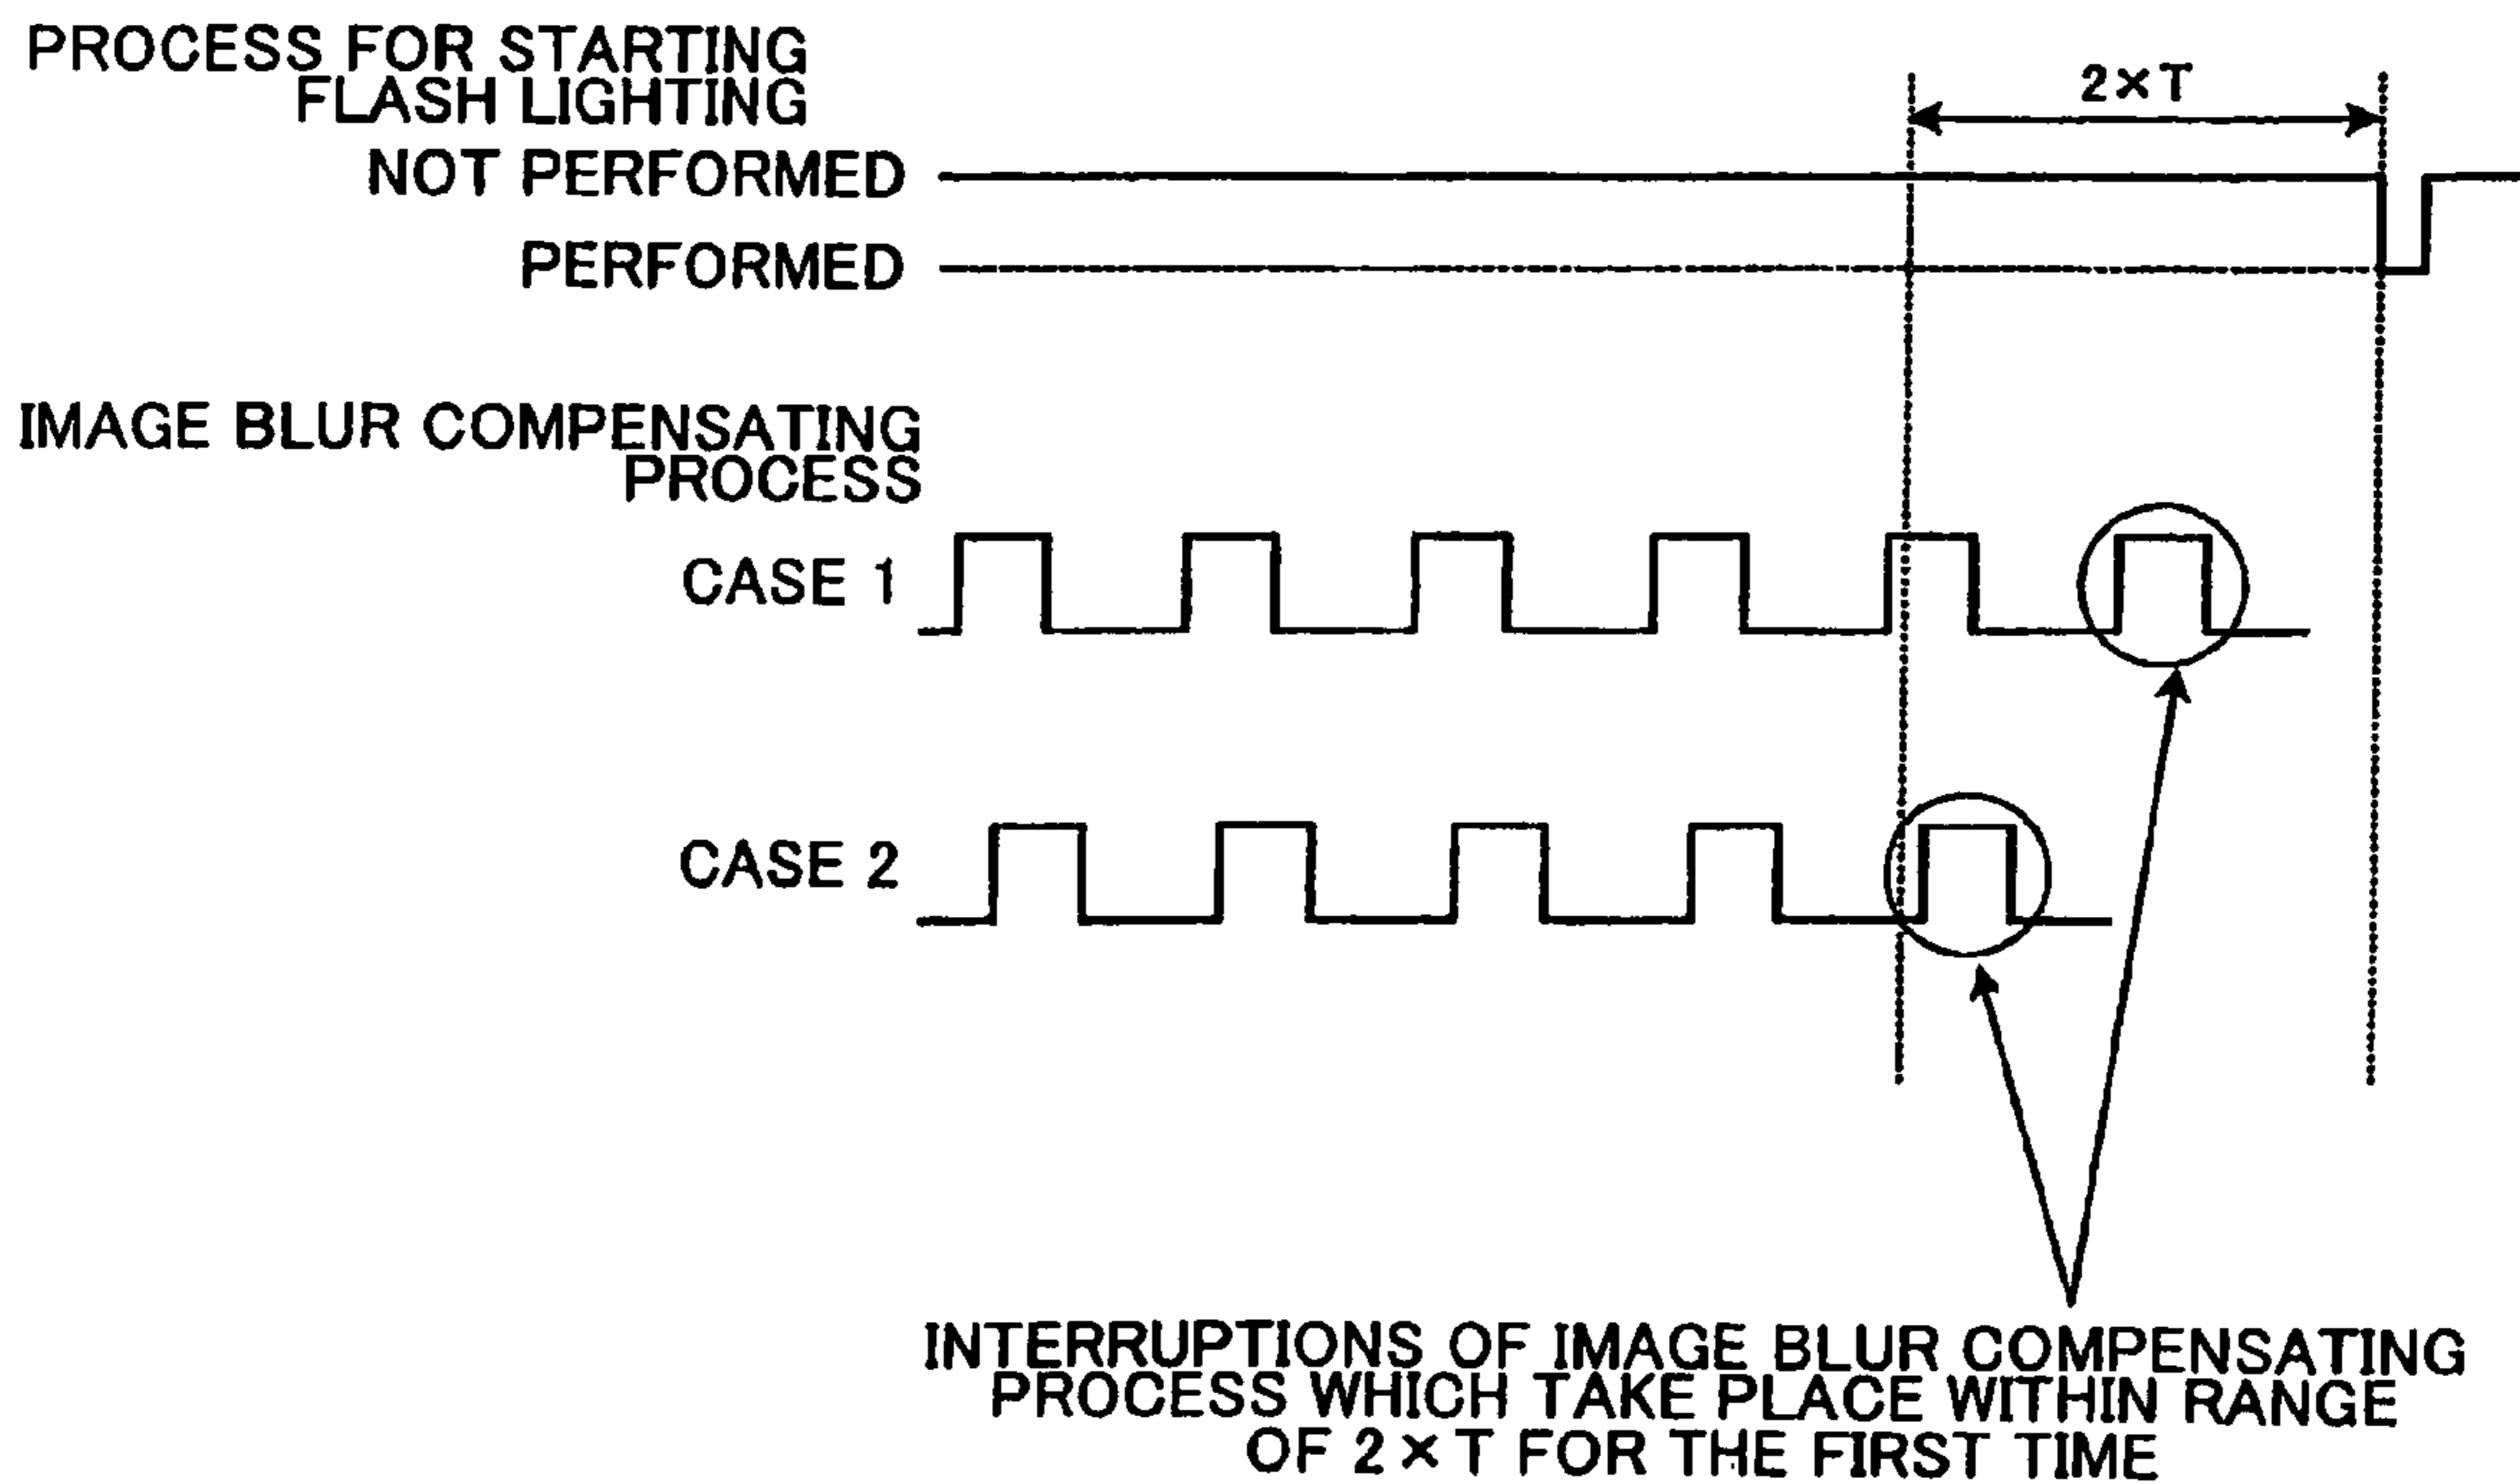 PROCESS FOR STARTING
FLASH LIGHTING
2×T
NOT PERFORMED
PERFORMED
IMAGE BLUR COMPENSATING
PROCESS
CASE 1
CASE 2
INTERRUPTIONS OF IMAGE BLUR COMPENSATING
PROCESS WHICH TAKE PLACE WITHIN RANGE
OF 2×T FOR THE FIRST TIME